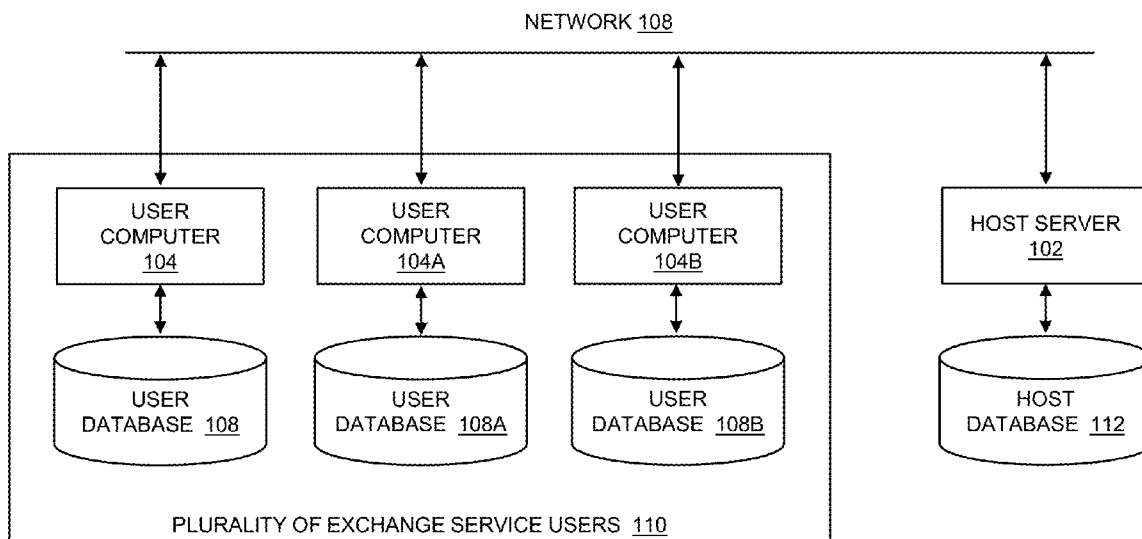 NETWORK 108
USER
COMPUTER
104
USER
COMPUTER
104A
USER
COMPUTER
104B
HOST SERVER
102
USER
DATABASE 108
USER
DATABASE 108A
USER
DATABASE 108B
HOST
DATABASE 112
PLURALITY OF EXCHANGE SERVICE USERS 110